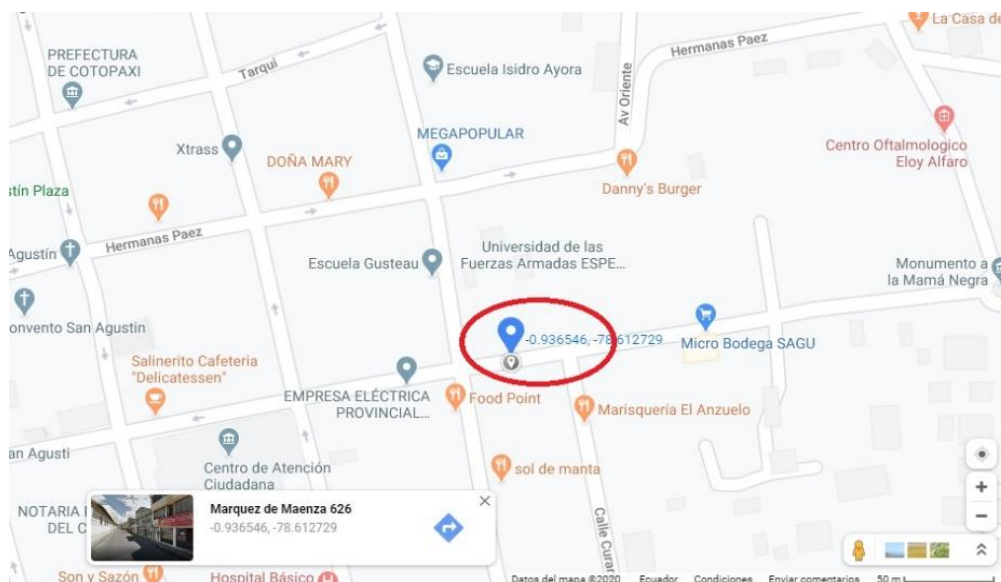 La Casa de
PREFECTURA
DE COTOPAXI
Tarqui
Escuela Isidro Ayora
Av Oriente
Hermanas Paez
MEGAPOPULAR
Xtrass
DOÑA MARY
Centro Oftalmologico
Eloy Alfaro
Danny's Burger
stín Plaza
Hermanas Paez
Agustín
Escuela Gusteau
Universidad de las
Fuerzas Armadas ESPE...
Monumento a
la Mamá Negra
onvento San Agustin
-0.936546, -78.612729
Micro Bodega SAGU
Salinerito Cafeteria
"Delicatessen"
EMPRESA ELÉCTRICA
PROVINCIAL...
Food Point
Marisquería El Anzuelo
an Agusti
Centro de Atención
Ciudadana
sol de manta
NOTARIA
DEL C
Marquez de Maenza 626
-0.936546, -78.612729
Calle Curar
Son y Sazón
Hospital Básico
Datos del mapa ©2020 Ecuador Condiciones Enviar comentarios 50 m